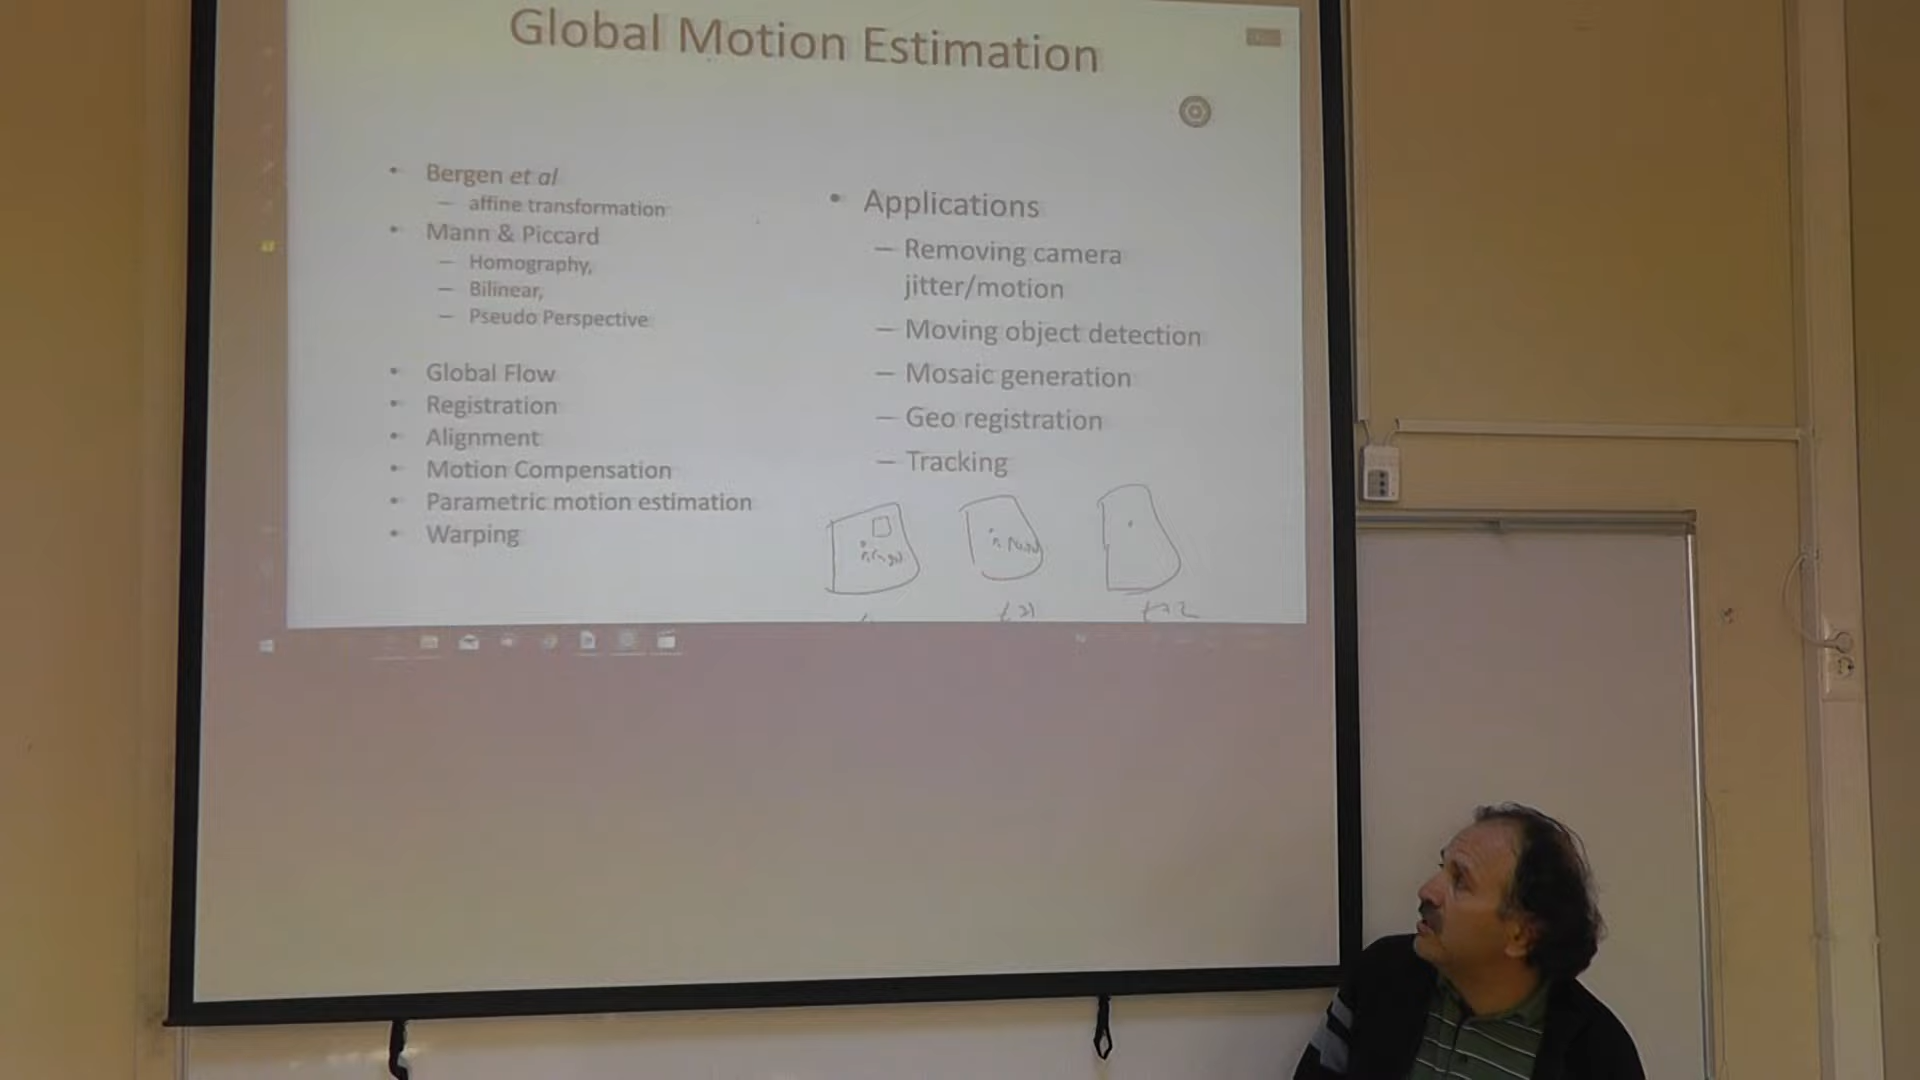 Global Motion Estimation
• Bergen et al
– affine transformation
• Mann & Piccard
– Homography,
– Bilinear,
– Pseudo Perspective
• Global Flow
• Registration
• Alignment
• Motion Compensation
• Parametric motion estimation
• Warping
• Applications
– Removing camera
jitter/motion
– Moving object detection
– Mosaic generation
– Geo registration
– Tracking